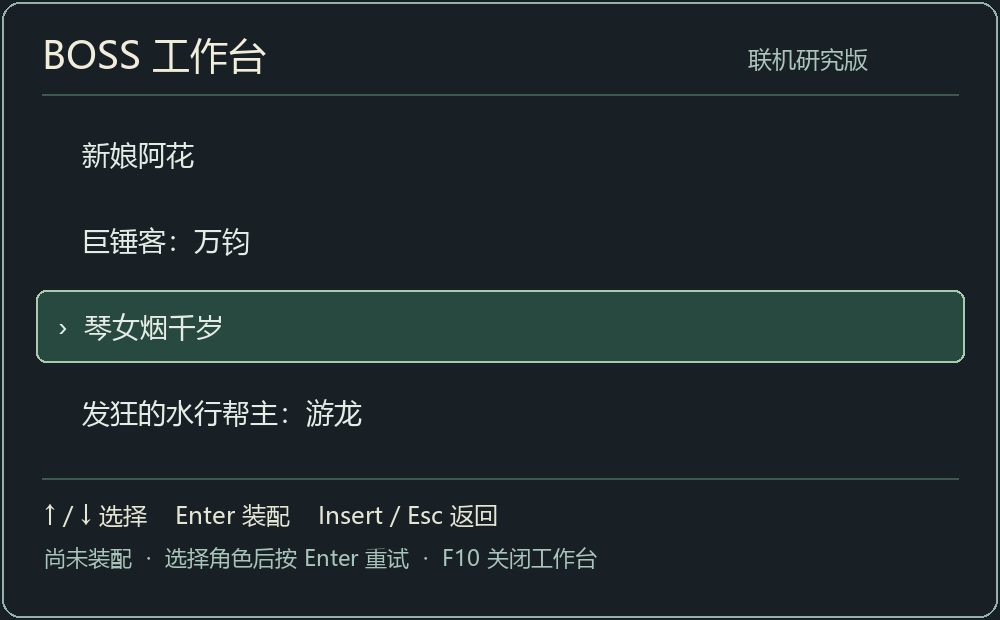 BOSS 工作台
联机研究版
新娘阿花
巨锤客：万钧
› 琴女烟千岁
发狂的水行帮主：游龙
↑/↓选择 Enter 装配 Insert / Esc 返回
尚未装配 · 选择角色后按 Enter 重试 · F10 关闭工作台